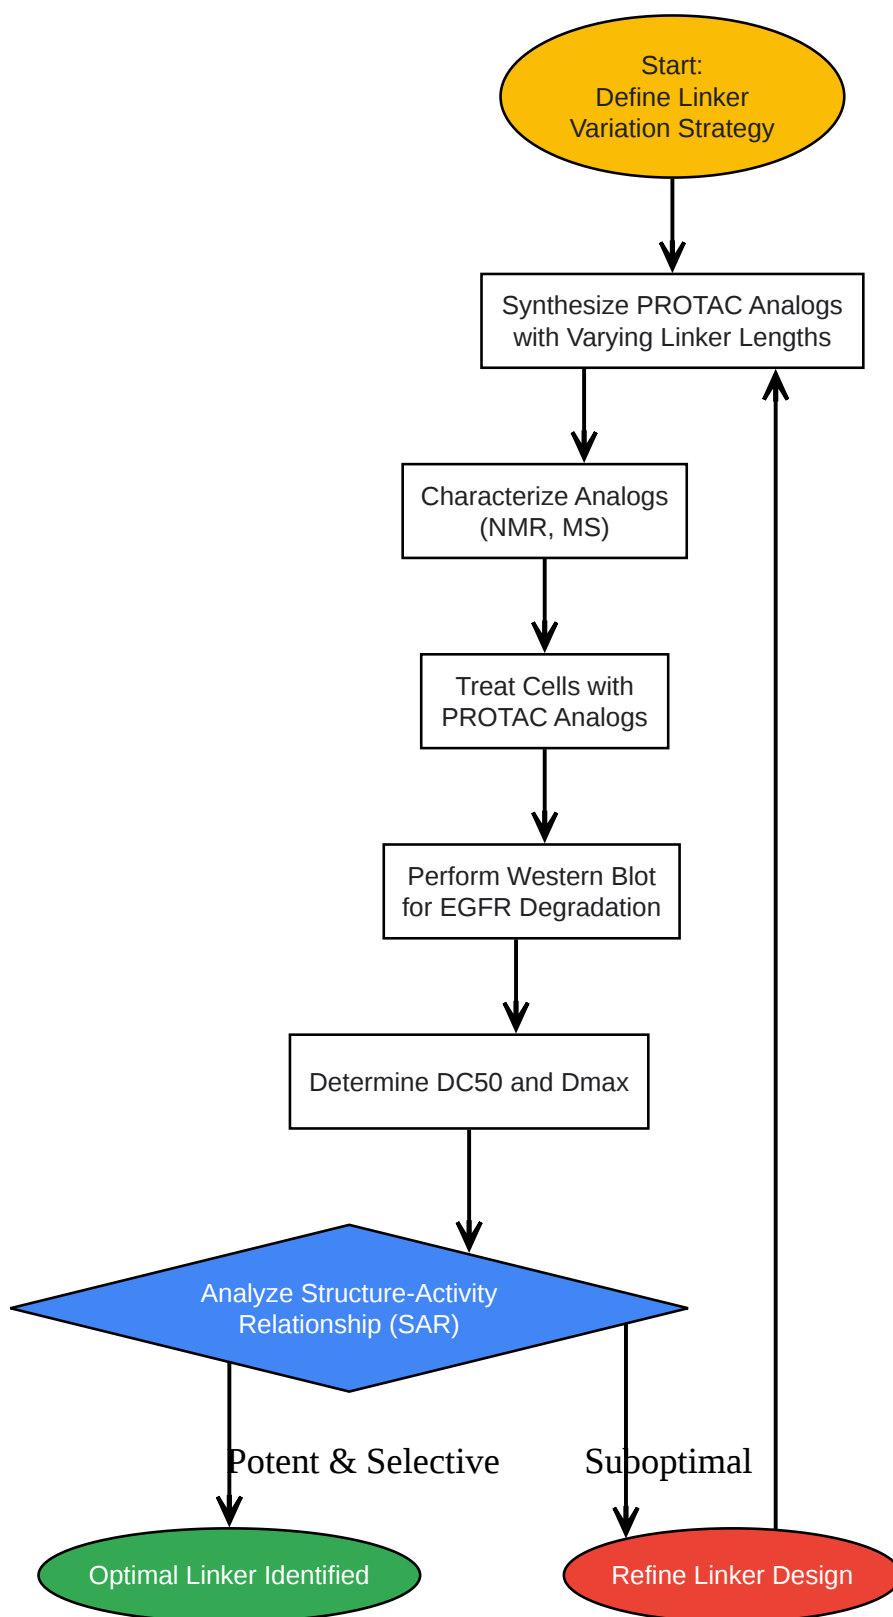 Start:
Define Linker
Variation Strategy
Synthesize PROTAC Analogs
with Varying Linker Lengths
Characterize Analogs
(NMR, MS)
Treat Cells with
PROTAC Analogs
Perform Western Blot
for EGFR Degradation
Determine DC50 and Dmax
Analyze Structure-Activity
Relationship (SAR)
Potent & Selective
Suboptimal
Optimal Linker Identified
Refine Linker Design